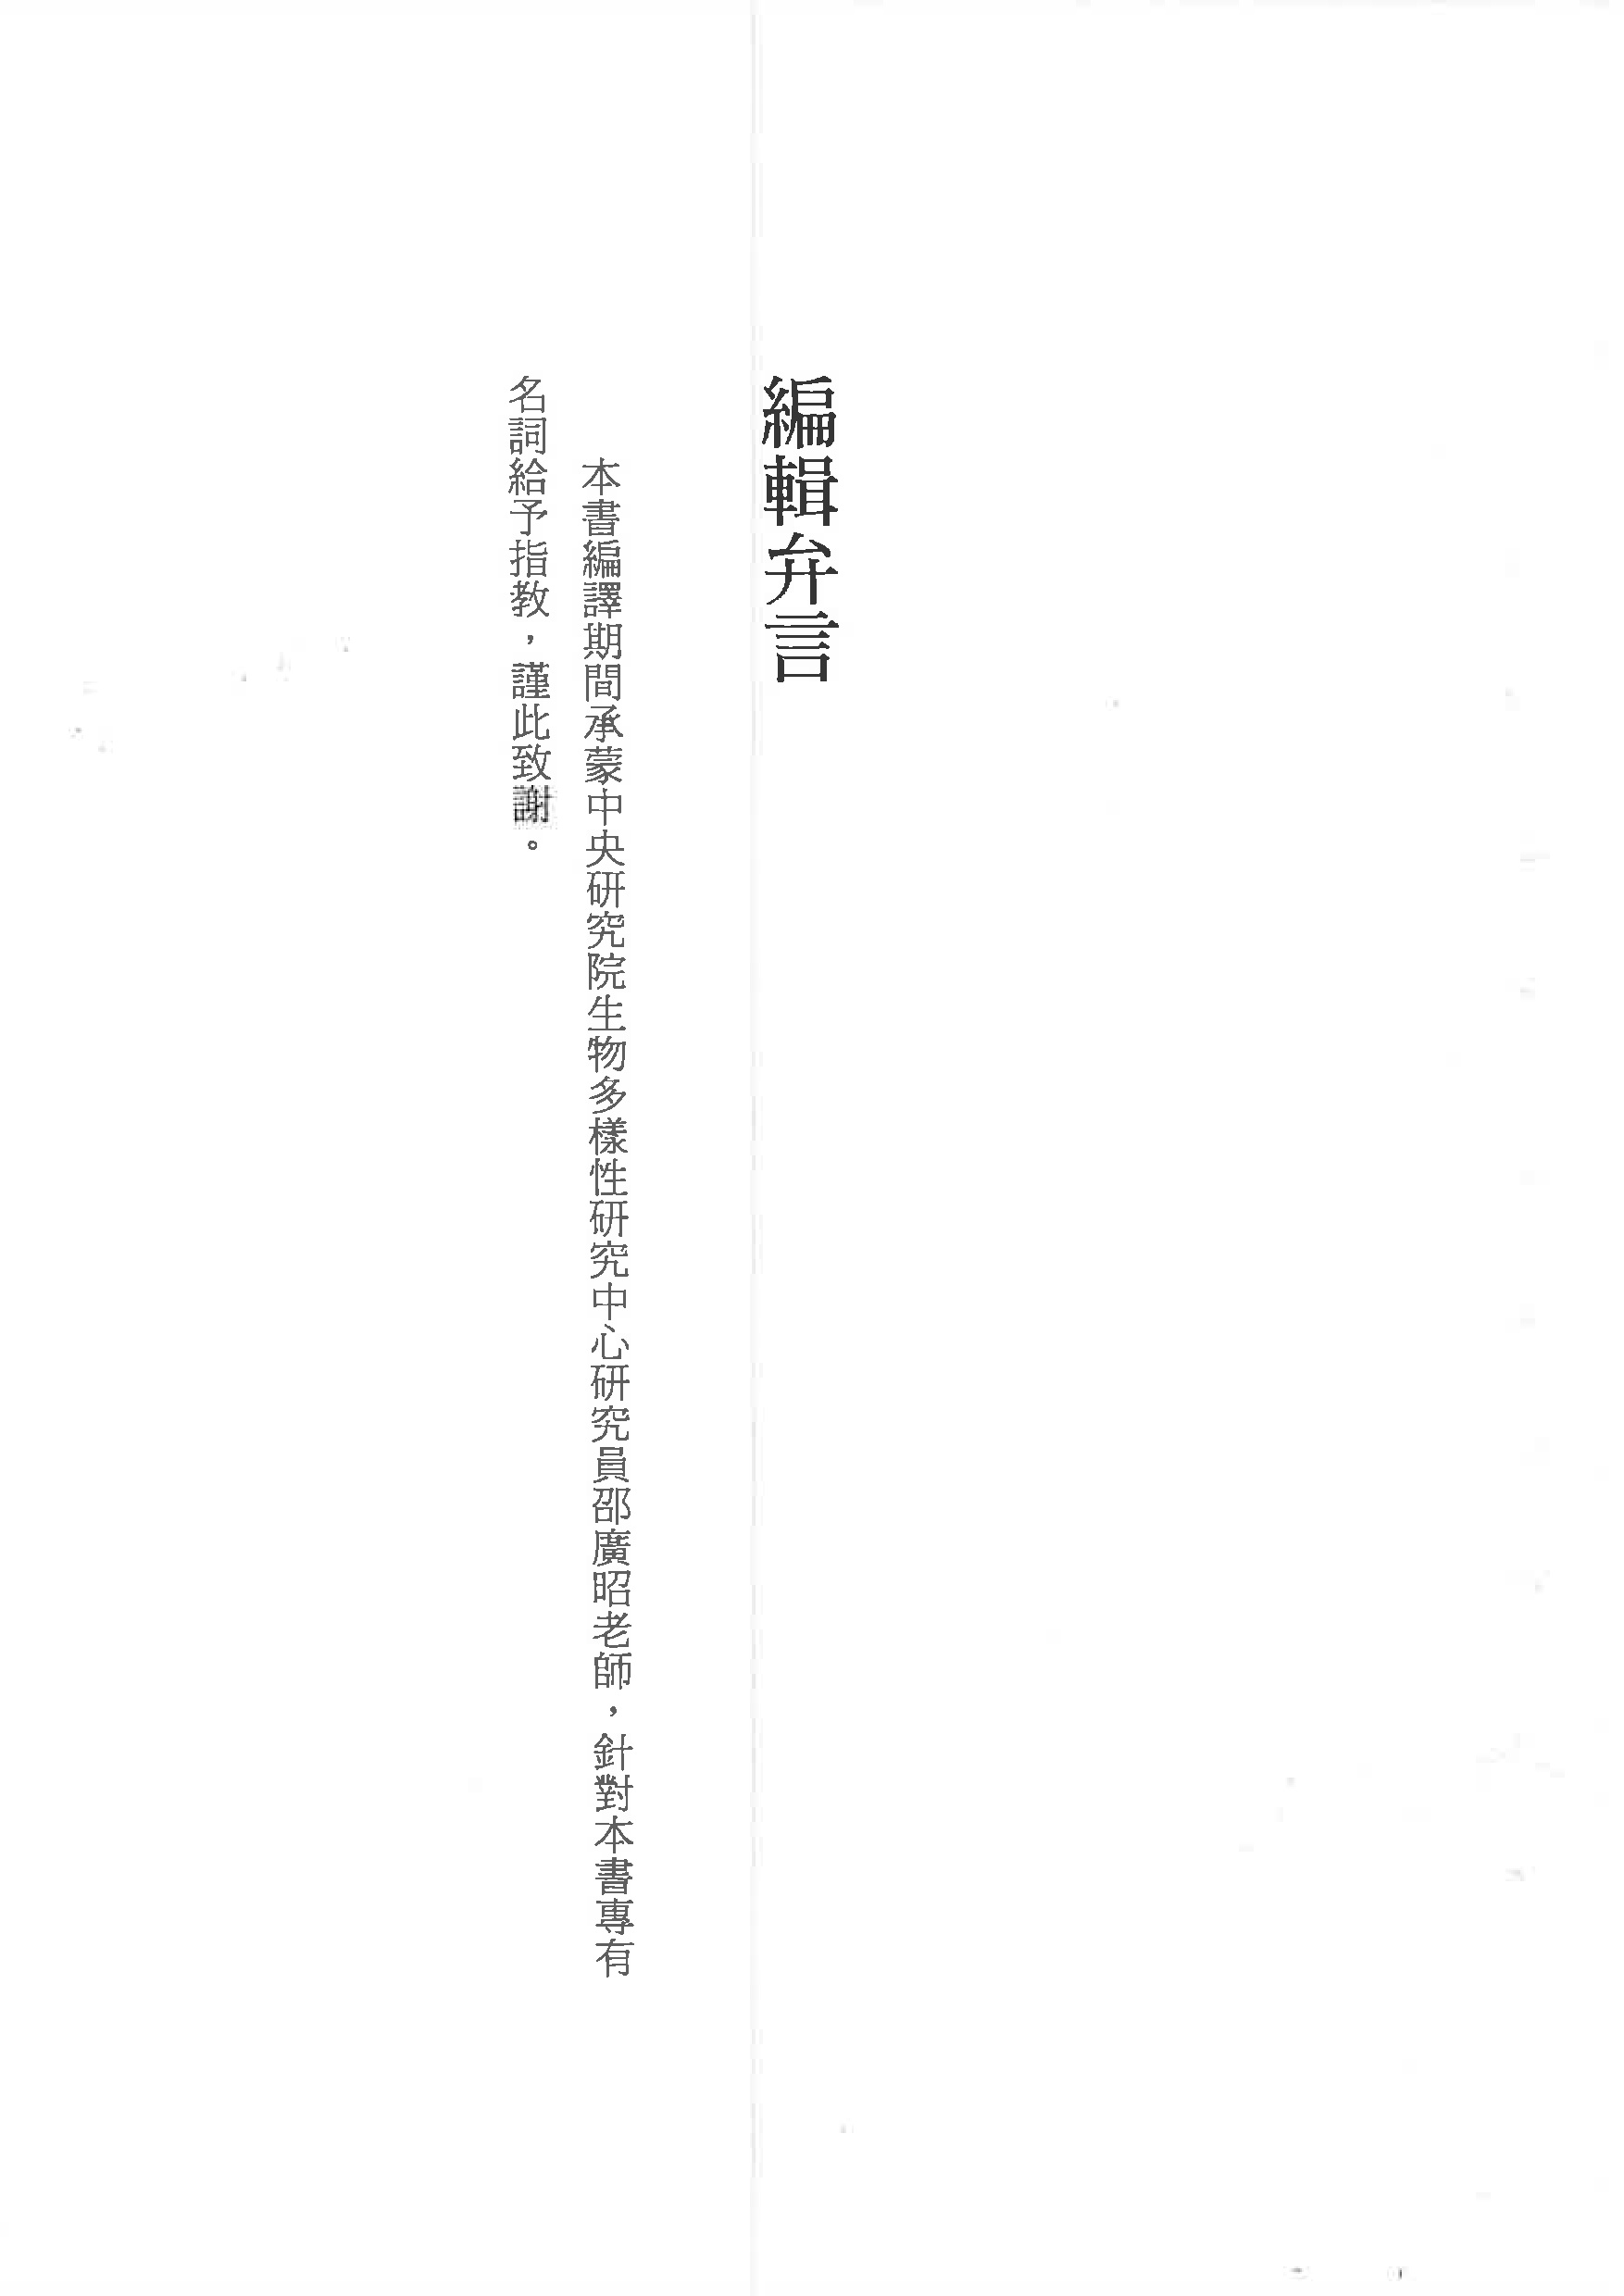 編輯弁言
本書編譯期間承蒙中央研究院生物多樣性研究中心研究員邵廣昭老師，針對本書專有
名詞給予指教，謹此致謝。